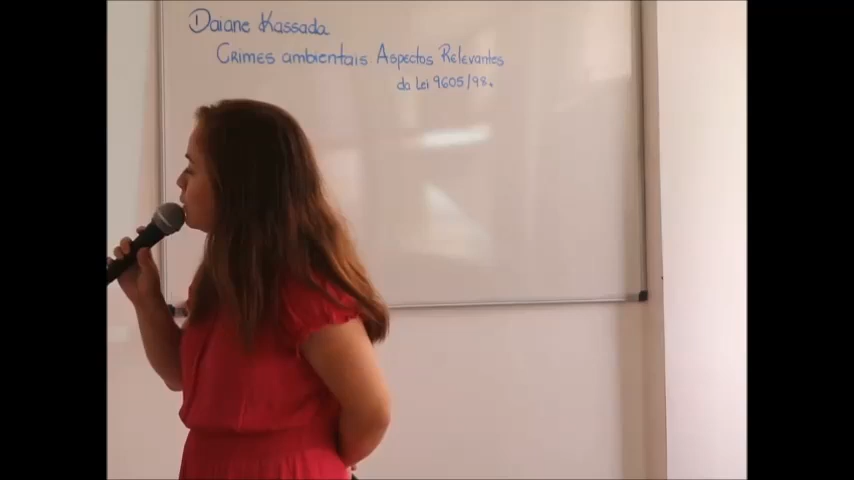 Daiane Kassada
Crimes ambientais Aspectos Relevantes
da Lei 9605/98.